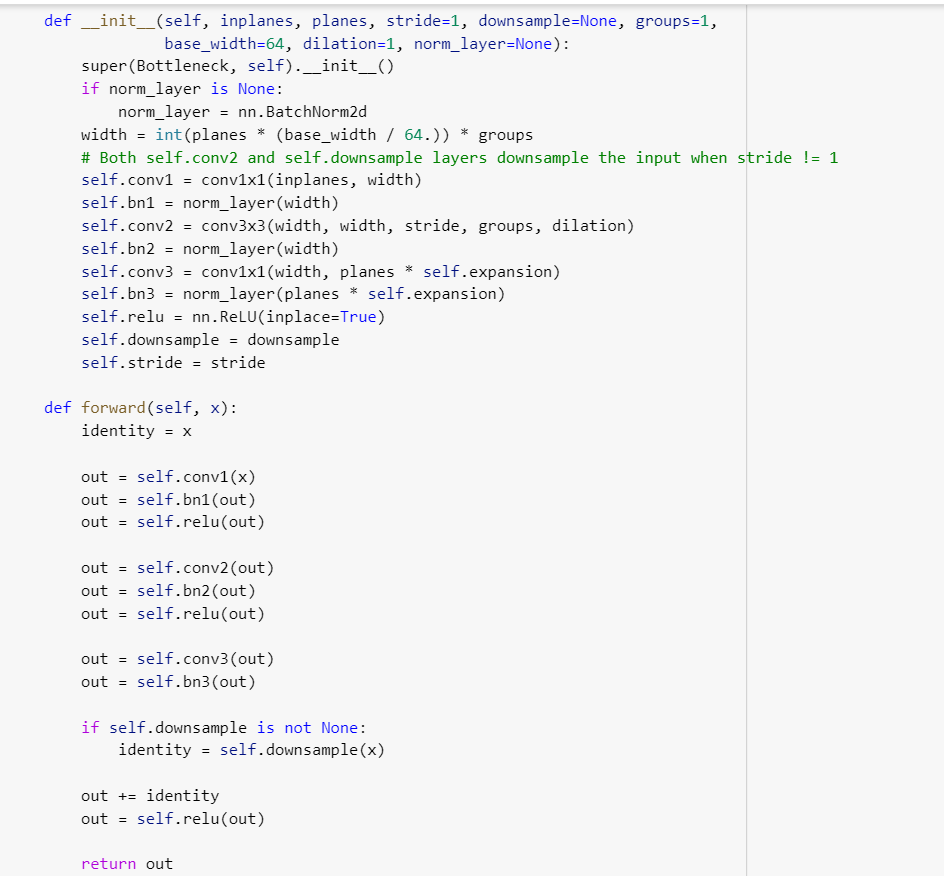 def __init__(self, inplanes, planes, stride=1, downsample=None, groups=1,
             base_width=64, dilation=1, norm_layer=None):
    super(Bottleneck, self).__init__()
    if norm_layer is None:
        norm_layer = nn.BatchNorm2d
    width = int(planes * (base_width / 64.)) * groups
    # Both self.conv2 and self.downsample layers downsample the input when stride != 1
    self.conv1 = conv1x1(inplanes, width)
    self.bn1 = norm_layer(width)
    self.conv2 = conv3x3(width, width, stride, groups, dilation)
    self.bn2 = norm_layer(width)
    self.conv3 = conv1x1(width, planes * self.expansion)
    self.bn3 = norm_layer(planes * self.expansion)
    self.relu = nn.ReLU(inplace=True)
    self.downsample = downsample
    self.stride = stride

def forward(self, x):
    identity = x

    out = self.conv1(x)
    out = self.bn1(out)
    out = self.relu(out)

    out = self.conv2(out)
    out = self.bn2(out)
    out = self.relu(out)

    out = self.conv3(out)
    out = self.bn3(out)

    if self.downsample is not None:
        identity = self.downsample(x)

    out += identity
    out = self.relu(out)

    return out